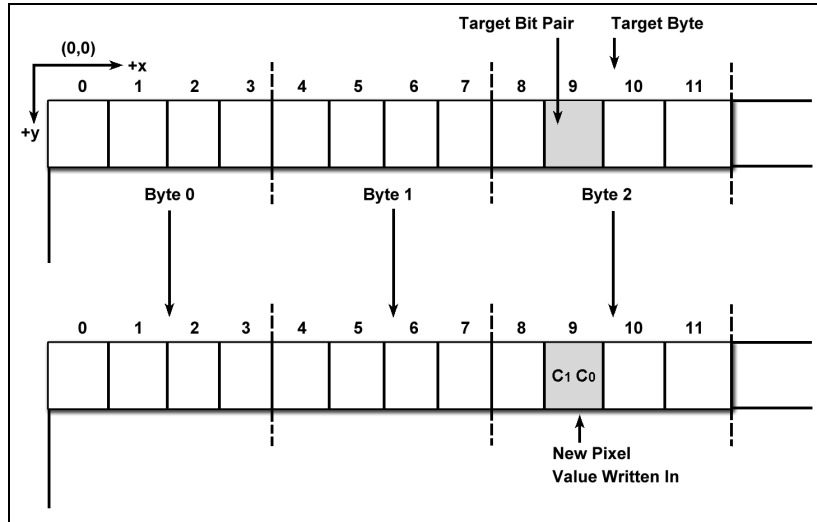 Target Bit Pair Target Byte
(0,0)
+x
0 1 2 3 4 5 6 7 8 9 10 11
+y
Byte 0 Byte 1 Byte 2
0 1 2 3 4 5 6 7 8 9 10 11
C1 C0
New Pixel
Value Written In